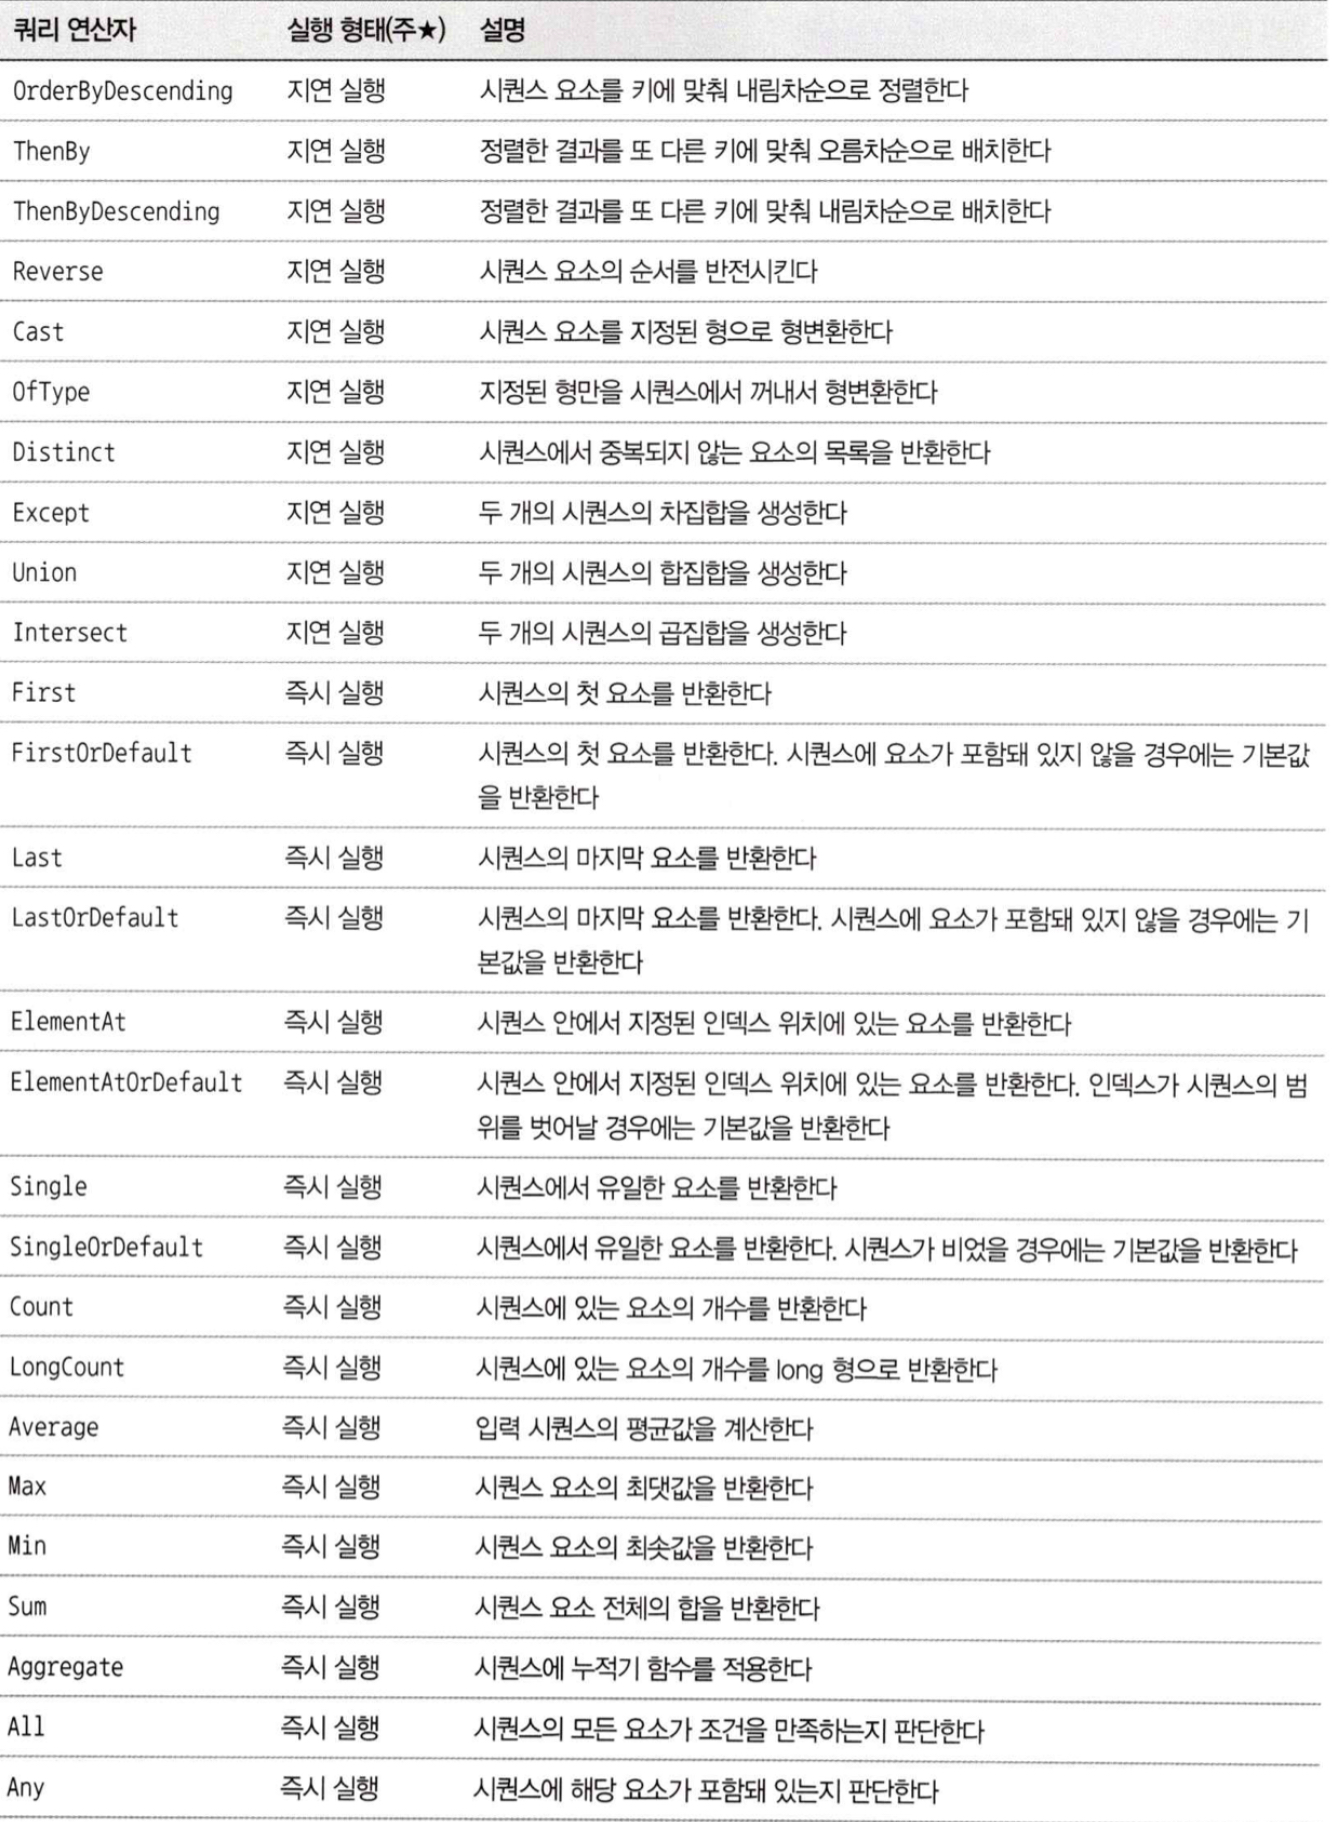 쿼리 연산자 실행 형태(주★) 설명
OrderByDescending 지연 실행 시퀀스 요소를 키에 맞춰 내림차순으로 정렬한다
ThenBy 지연 실행 정렬한 결과를 또 다른 키에 맞춰 오름차순으로 배치한다
ThenByDescending 지연 실행 정렬한 결과를 또 다른 키에 맞춰 내림차순으로 배치한다
Reverse 지연 실행 시퀀스 요소의 순서를 반전시킨다
Cast 지연 실행 시퀀스 요소를 지정된 형으로 형변환한다
OfType 지연 실행 지정된 형만을 시퀀스에서 꺼내서 형변환한다
Distinct 지연 실행 시퀀스에서 중복되지 않는 요소의 목록을 반환한다
Except 지연 실행 두 개의 시퀀스의 차집합을 생성한다
Union 지연 실행 두 개의 시퀀스의 합집합을 생성한다
Intersect 지연 실행 두 개의 시퀀스의 곱집합을 생성한다
First 즉시 실행 시퀀스의 첫 요소를 반환한다
FirstOrDefault 즉시 실행 시퀀스의 첫 요소를 반환한다. 시퀀스에 요소가 포함돼 있지 않을 경우에는 기본값
을 반환한다
Last 즉시 실행 시퀀스의 마지막 요소를 반환한다
LastOrDefault 즉시 실행 시퀀스의 마지막 요소를 반환한다. 시퀀스에 요소가 포함돼 있지 않을 경우에는 기
본값을 반환한다
ElementAt 즉시 실행 시퀀스 안에서 지정된 인덱스 위치에 있는 요소를 반환한다
ElementAtOrDefault 즉시 실행 시퀀스 안에서 지정된 인덱스 위치에 있는 요소를 반환한다. 인덱스가 시퀀스의 범
위를 벗어날 경우에는 기본값을 반환한다
Single 즉시 실행 시퀀스에서 유일한 요소를 반환한다
SingleOrDefault 즉시 실행 시퀀스에서 유일한 요소를 반환한다. 시퀀스가 비었을 경우에는 기본값을 반환한다
Count 즉시 실행 시퀀스에 있는 요소의 개수를 반환한다
LongCount 즉시 실행 시퀀스에 있는 요소의 개수를 long 형으로 반환한다
Average 즉시 실행 입력 시퀀스의 평균값을 계산한다
Max 즉시 실행 시퀀스 요소의 최댓값을 반환한다
Min 즉시 실행 시퀀스 요소의 최솟값을 반환한다
Sum 즉시 실행 시퀀스 요소 전체의 합을 반환한다
Aggregate 즉시 실행 시퀀스에 누적기 함수를 적용한다
All 즉시 실행 시퀀스의 모든 요소가 조건을 만족하는지 판단한다
Any 즉시 실행 시퀀스에 해당 요소가 포함돼 있는지 판단한다